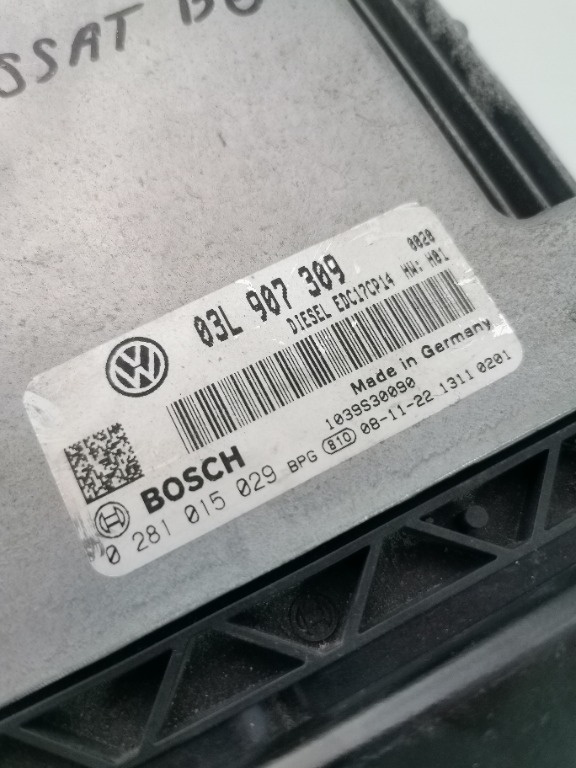 SSAT B6
03L 907 309
0020
DIESEL EDC17CP14 HW: H01
Made in Germany
1039S30090
BOSCH
BPG 810 08-11-22 1311 0201
0 281 015 029